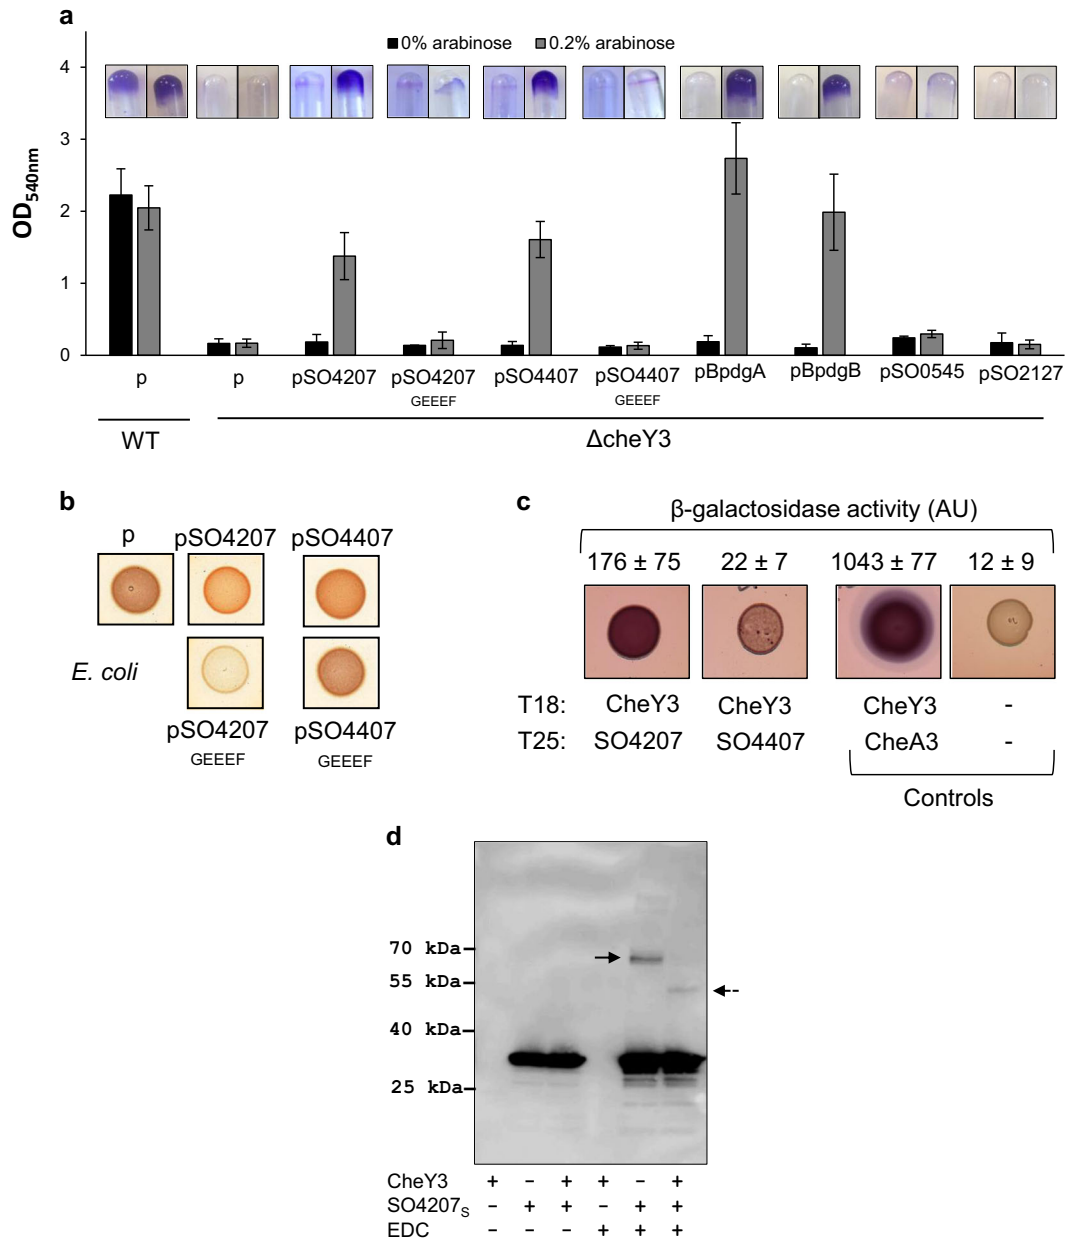 a
0% arabinose 0.2% arabinose
OD540nm
4
3
2
1
0
p p pSO4207 pSO4207 pSO4407 pSO4407 pBpdgA pBpdgB pSO0545 pSO2127
GEEEF GEEEF
WT ΔcheY3
b
p pSO4207 pSO4407
E. coli
pSO4207 pSO4407
GEEEF GEEEF
c
β-galactosidase activity (AU)
176 ± 75 22 ± 7 1043 ± 77 12 ± 9
T18: CheY3 CheY3 CheY3 -
T25: SO4207 SO4407 CheA3 -
Controls
d
70 kDa
55 kDa
40 kDa
25 kDa
CheY3 + - + + - +
SO4207S - + + - + +
EDC - - - + + +